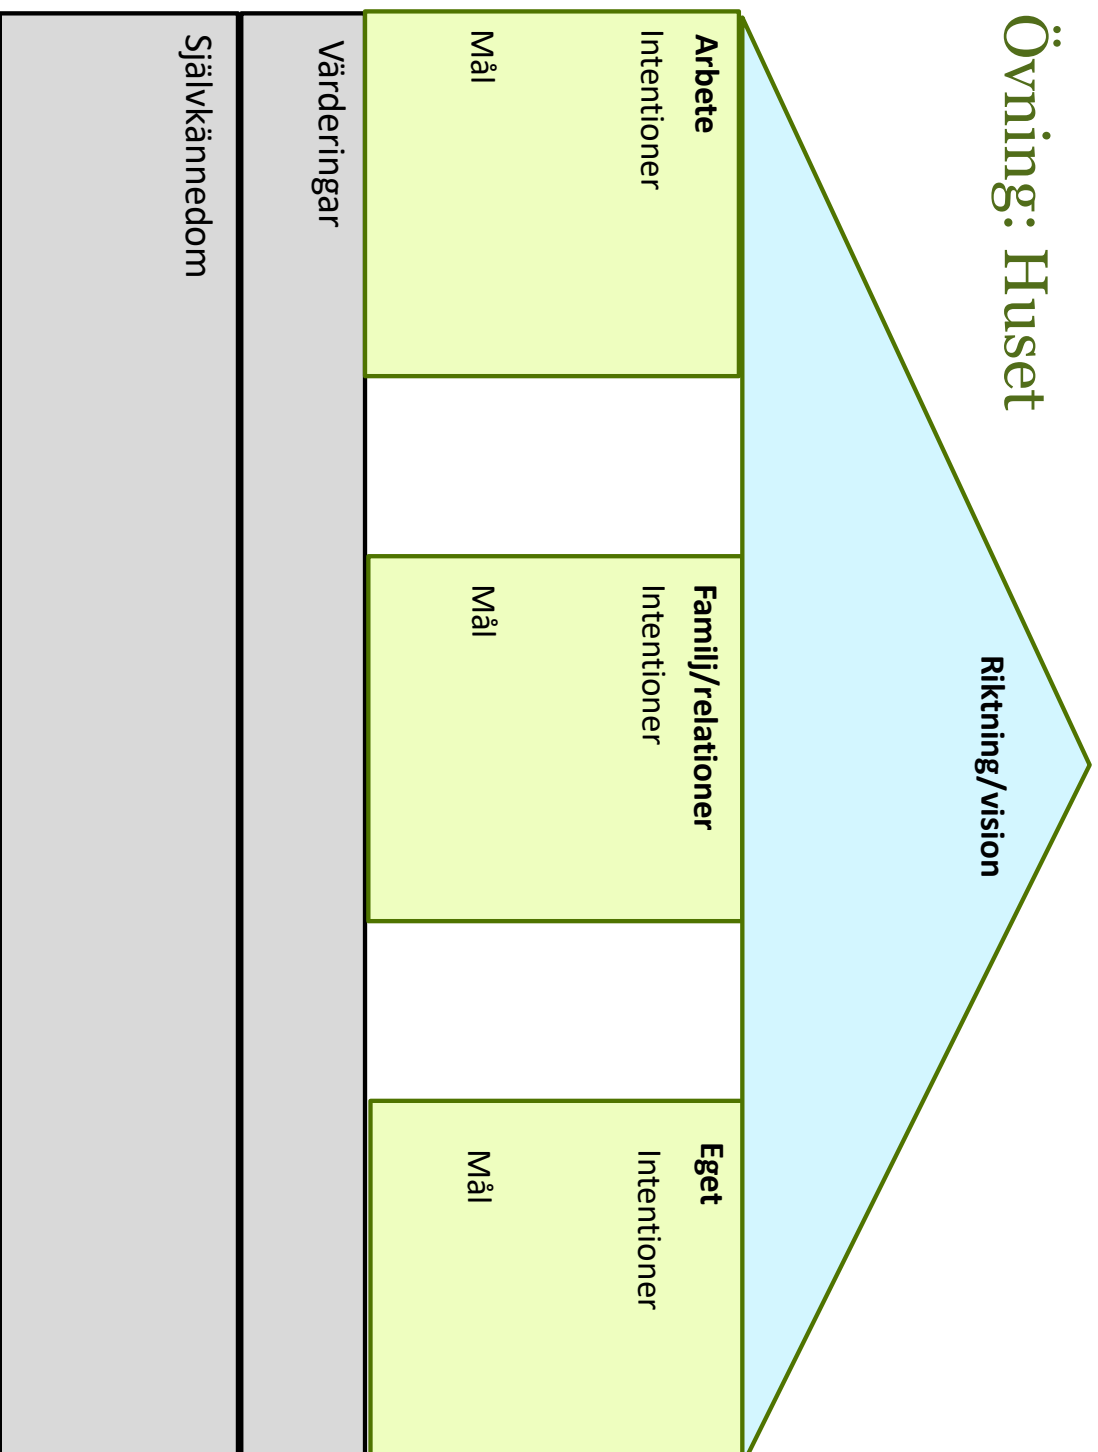 Övning: Huset
Riktning/vision
Arbete
Intentioner
Mål
Familj/relationer
Intentioner
Mål
Eget
Intentioner
Mål
Värderingar
Självkännedom